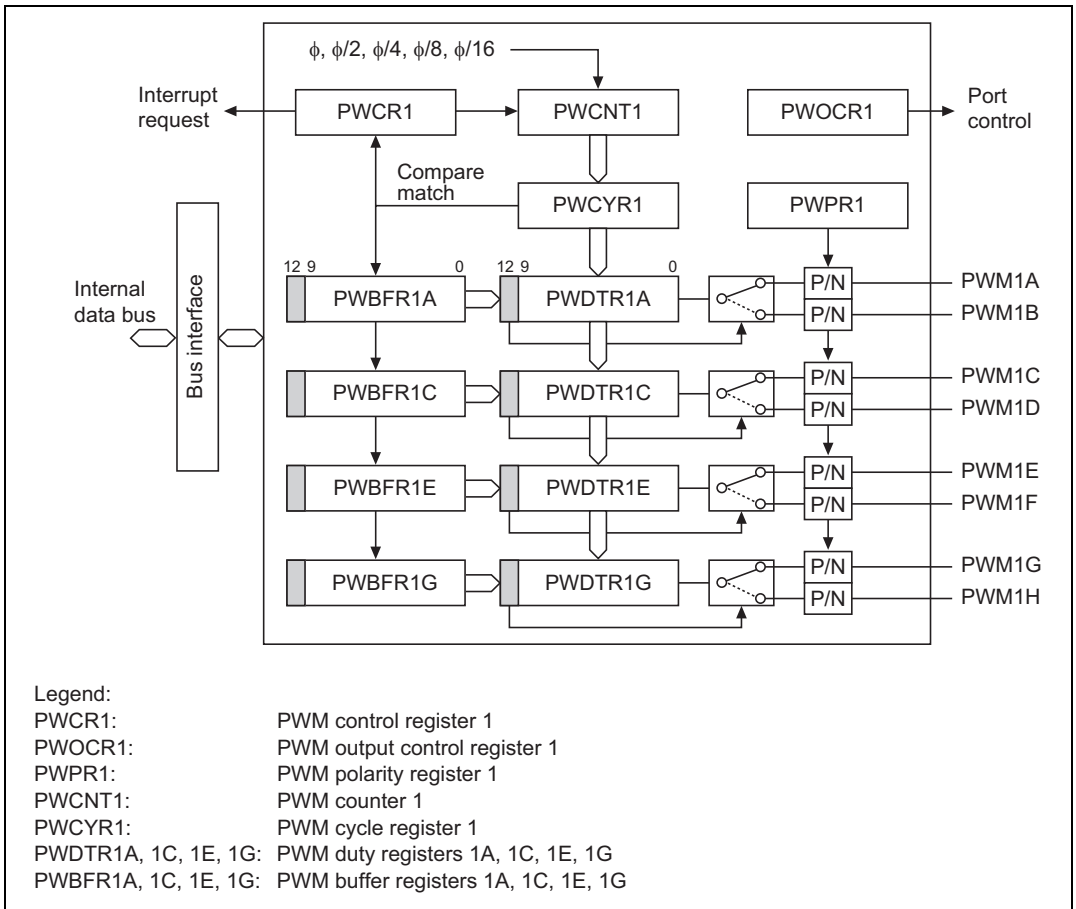 ϕ, ϕ/2, ϕ/4, ϕ/8, ϕ/16
Interrupt
request
PWCR1
PWCNT1
PWOCR1
Port
control
Compare
match
PWCYR1
PWPR1
Internal
data bus
Bus interface
12 9 0
12 9 0
PWBFR1A
PWDTR1A
P/N
PWM1A
P/N
PWM1B
PWBFR1C
PWDTR1C
P/N
PWM1C
P/N
PWM1D
PWBFR1E
PWDTR1E
P/N
PWM1E
P/N
PWM1F
PWBFR1G
PWDTR1G
P/N
PWM1G
P/N
PWM1H
Legend:
PWCR1: PWM control register 1
PWOCR1: PWM output control register 1
PWPR1: PWM polarity register 1
PWCNT1: PWM counter 1
PWCYR1: PWM cycle register 1
PWDTR1A, 1C, 1E, 1G: PWM duty registers 1A, 1C, 1E, 1G
PWBFR1A, 1C, 1E, 1G: PWM buffer registers 1A, 1C, 1E, 1G